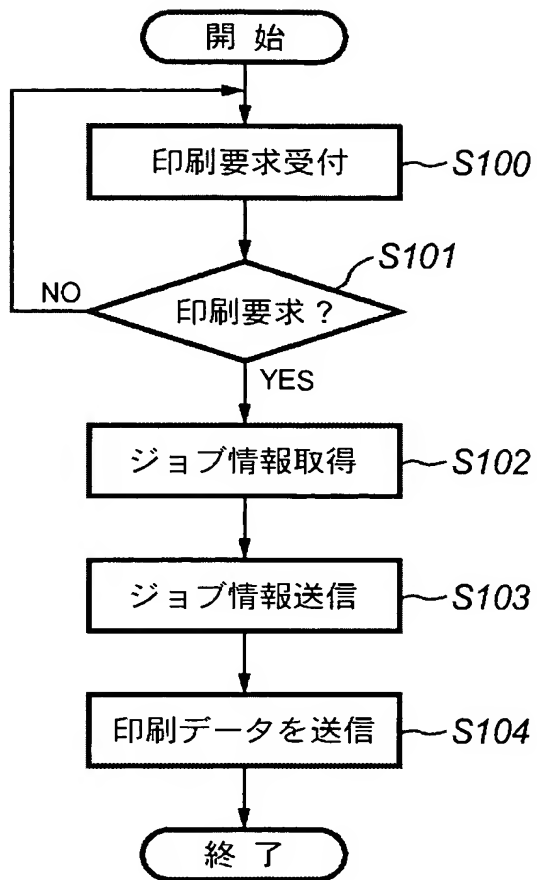 開始
印刷要求受付 S100
S101
NO 印刷要求?
YES
ジョブ情報取得 S102
ジョブ情報送信 S103
印刷データを送信 S104
終了